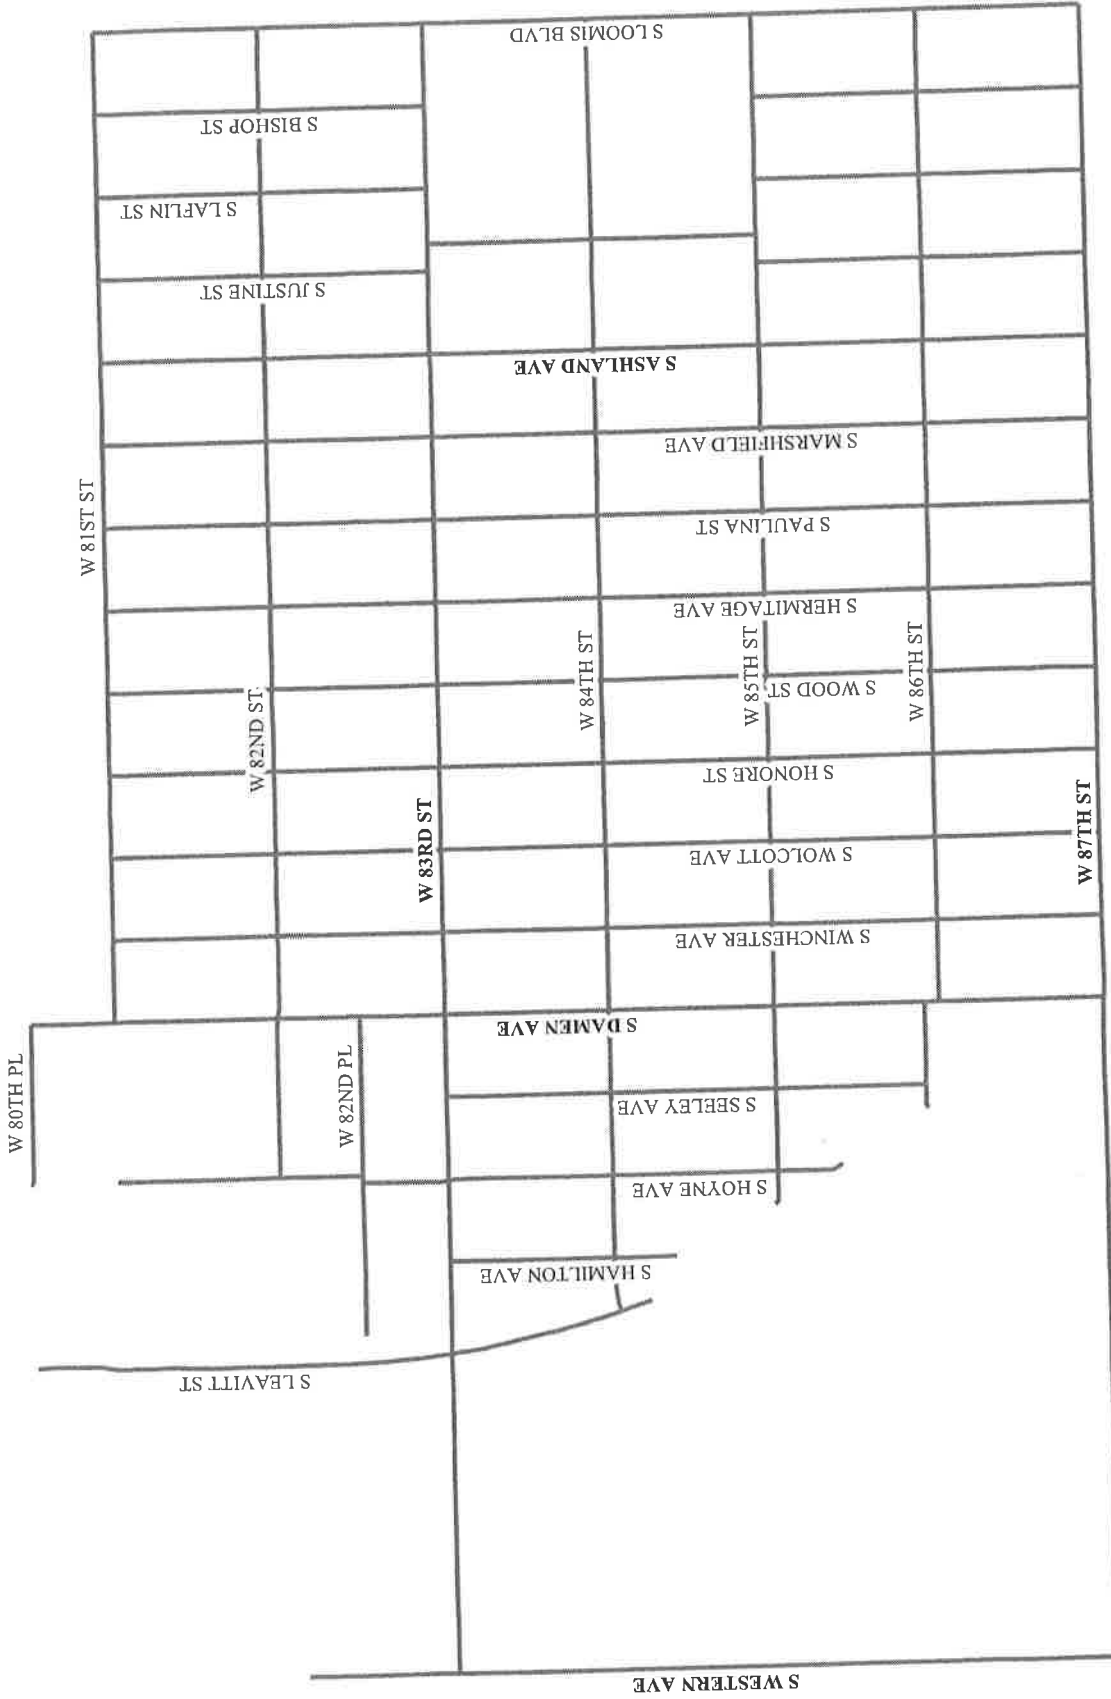 S LOOMIS BLVD
S BISHOP ST
S LAFLIN ST
S JUSTINE ST
S ASHLAND AVE
S MARSHFIELD AVE
W 81ST ST
S PAULINA ST
S HERMITAGE AVE
W 84TH ST
W 85TH ST
W 86TH ST
S WOOD ST
W 82ND ST
S HONORE ST
W 83RD ST
W 87TH ST
S WOLCOTT AVE
S WINCHESTER AVE
S DAMEN AVE
W 80TH PL
W 82ND PL
S SEELEY AVE
S HOYNE AVE
S HAMILTON AVE
S LEAVITT ST
S WESTERN AVE